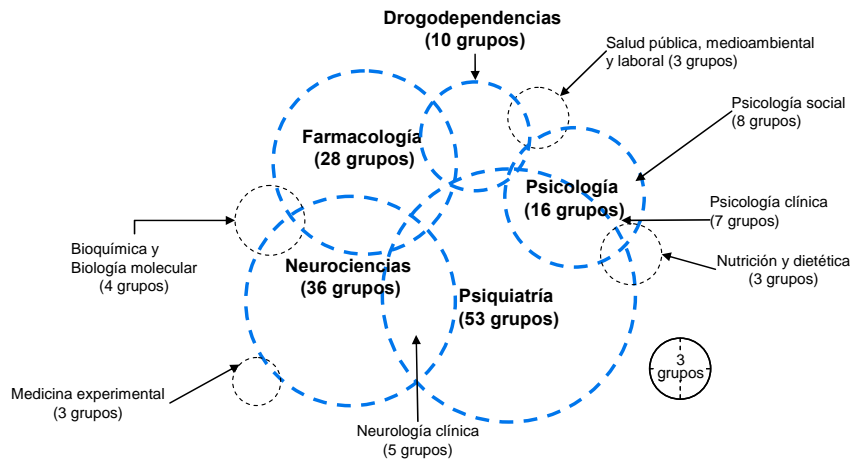 Drogodependencias
(10 grupos)
Salud pública, medioambiental
y laboral (3 grupos)
Psicología social
(8 grupos)
Farmacología
(28 grupos)
Psicología
(16 grupos)
Psicología clínica
(7 grupos)
Bioquímica y
Biología molecular
(4 grupos)
Neurociencias
(36 grupos)
Nutrición y dietética
(3 grupos)
Psiquiatría
(53 grupos)
3
grupos
Medicina experimental
(3 grupos)
Neurología clínica
(5 grupos)